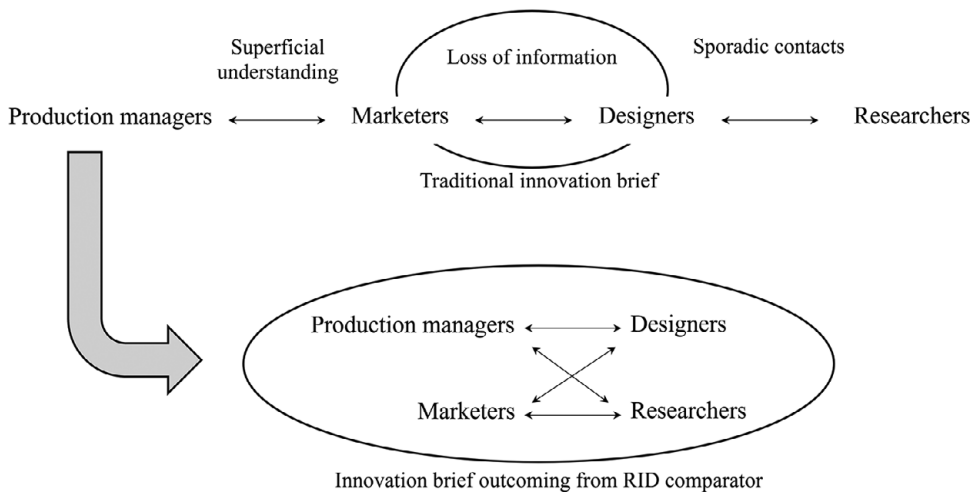 Superficial
understanding
Loss of information
Sporadic contacts
Production managers
Marketers
Designers
Researchers
Traditional innovation brief
Production managers
Designers
Marketers
Researchers
Innovation brief outcoming from RID comparator